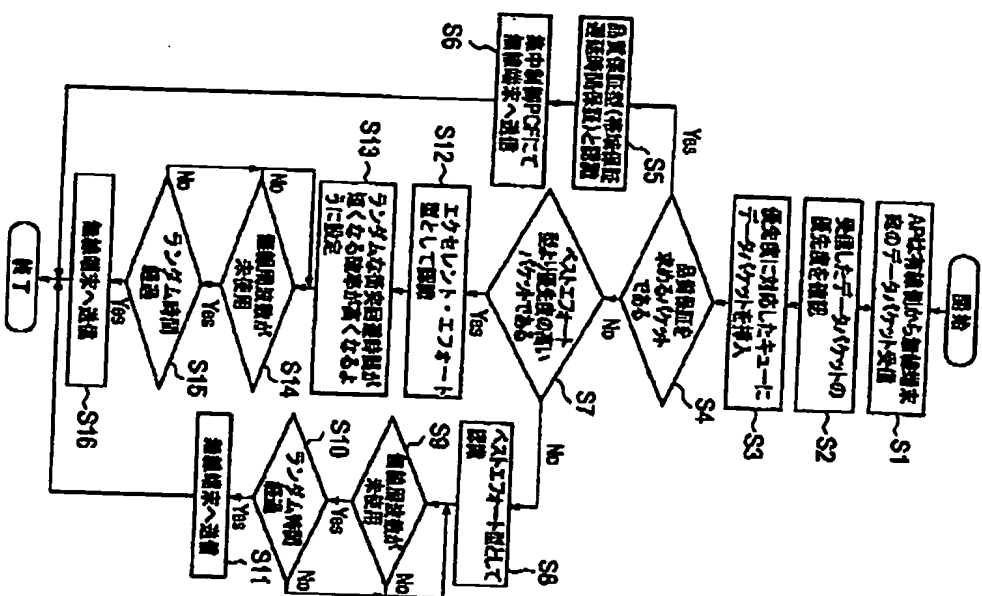 開始
APは有線側から無線端末
宛のデータパケット受信
S1
受信したデータパケットの
優先度を確認
S2
優先度に対応したキューに
データパケットを挿入
S3
品質保証を
求めるパケット
である
S4
Yes
No
品質保証型(帯域保証
遅延時間保証)と認識
S5
集中制御PCFにて
無線端末へ送信
S6
ベストエフォート
型より優先度の高い
パケットである
S7
Yes
No
ベストエフォート型として
認識
S8
無線周波数が
未使用
S9
Yes
No
ランダム時間
経過
S10
Yes
No
無線端末へ送信
S11
エクセレント・エフォート
型として認識
S12
ランダムな衝突回避時間が
短くなる確率が高くなるよ
うに設定
S13
無線周波数が
未使用
S14
Yes
No
ランダム時間
経過
S15
Yes
No
無線端末へ送信
S16
終了